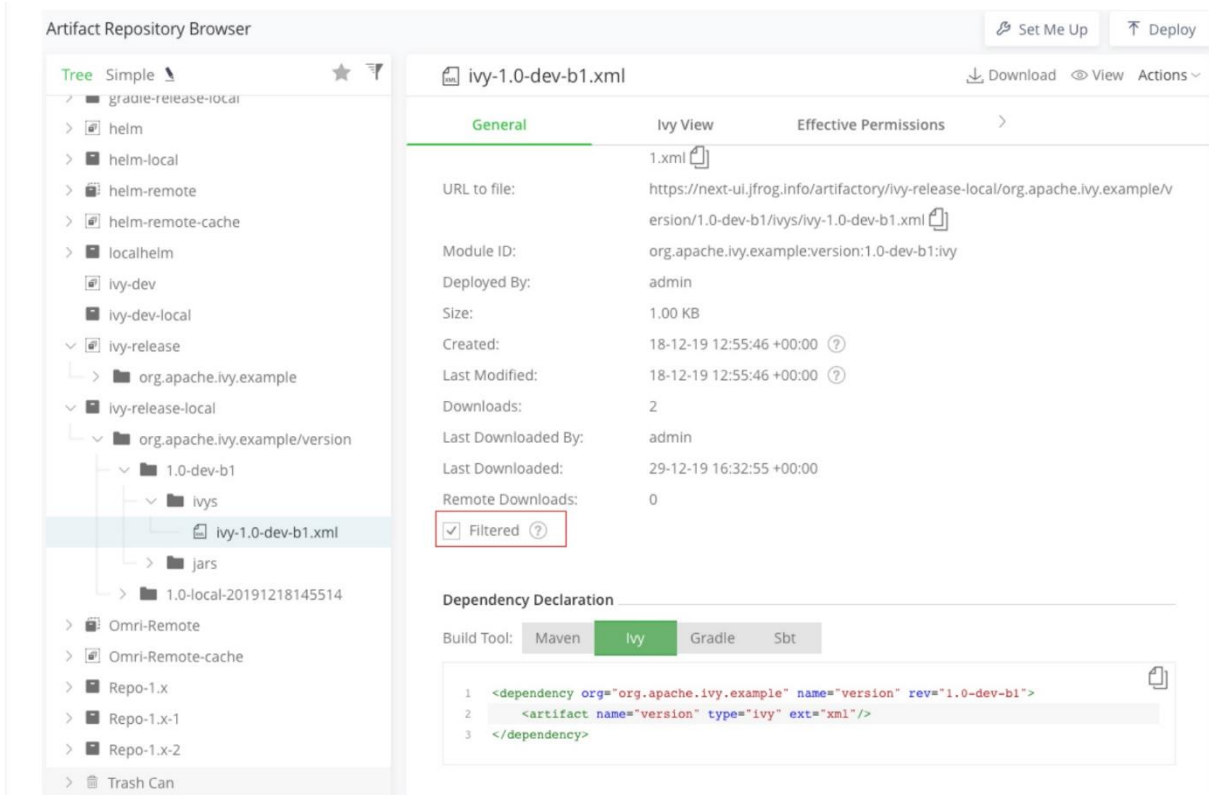 Artifact Repository Browser
Set Me Up
Deploy
Tree Simple
gradle-release-local
helm
helm-local
helm-remote
helm-remote-cache
localhelm
ivy-dev
ivy-dev-local
ivy-release
org.apache.ivy.example
ivy-release-local
org.apache.ivy.example/version
1.0-dev-b1
ivys
ivy-1.0-dev-b1.xml
jars
1.0-local-20191218145514
Omri-Remote
Omri-Remote-cache
Repo-1.x
Repo-1.x-1
Repo-1.x-2
Trash Can
ivy-1.0-dev-b1.xml
Download View Actions
General Ivy View Effective Permissions
1.xml
URL to file: https://next-ui.jfrog.info/artifactory/ivy-release-local/org.apache.ivy.example/v
ersion/1.0-dev-b1/ivys/ivy-1.0-dev-b1.xml
Module ID: org.apache.ivy.example:version:1.0-dev-b1:ivy
Deployed By: admin
Size: 1.00 KB
Created: 18-12-19 12:55:46 +00:00 ?
Last Modified: 18-12-19 12:55:46 +00:00 ?
Downloads: 2
Last Downloaded By: admin
Last Downloaded: 29-12-19 16:32:55 +00:00
Remote Downloads: 0
Filtered ?
Dependency Declaration
Build Tool: Maven Ivy Gradle Sbt
1 <dependency org="org.apache.ivy.example" name="version" rev="1.0-dev-b1">
2 <artifact name="version" type="ivy" ext="xml"/>
3 </dependency>